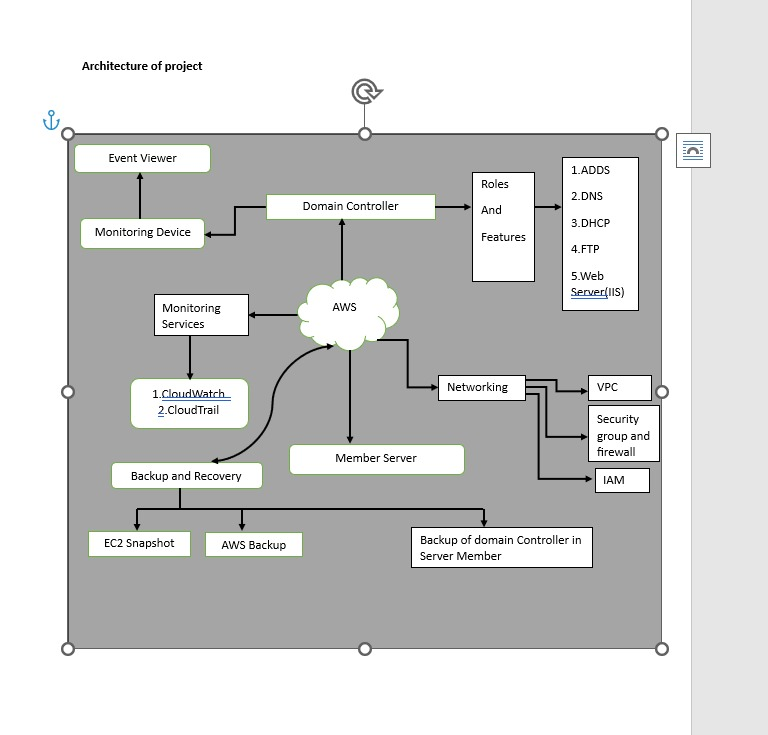 Architecture of project
Event Viewer
Monitoring Device
Domain Controller
Roles
And
Features
1.ADDS
2.DNS
3.DHCP
4.FTP
5.Web
Server(IIS)
AWS
Monitoring
Services
1.CloudWatch
2.CloudTrail
Networking
VPC
Security
group and
firewall
IAM
Member Server
Backup and Recovery
EC2 Snapshot
AWS Backup
Backup of domain Controller in
Server Member